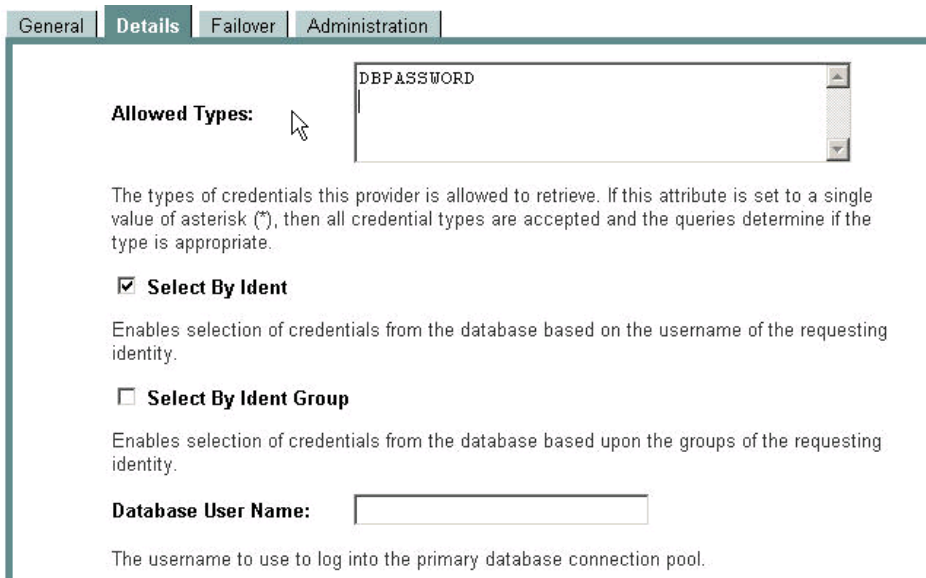 General Details Failover Administration
DBPASSWORD
Allowed Types:
The types of credentials this provider is allowed to retrieve. If this attribute is set to a single
value of asterisk (*), then all credential types are accepted and the queries determine if the
type is appropriate.
Select By Ident
Enables selection of credentials from the database based on the username of the requesting
identity.
Select By Ident Group
Enables selection of credentials from the database based upon the groups of the requesting
identity.
Database User Name:
The username to use to log into the primary database connection pool.